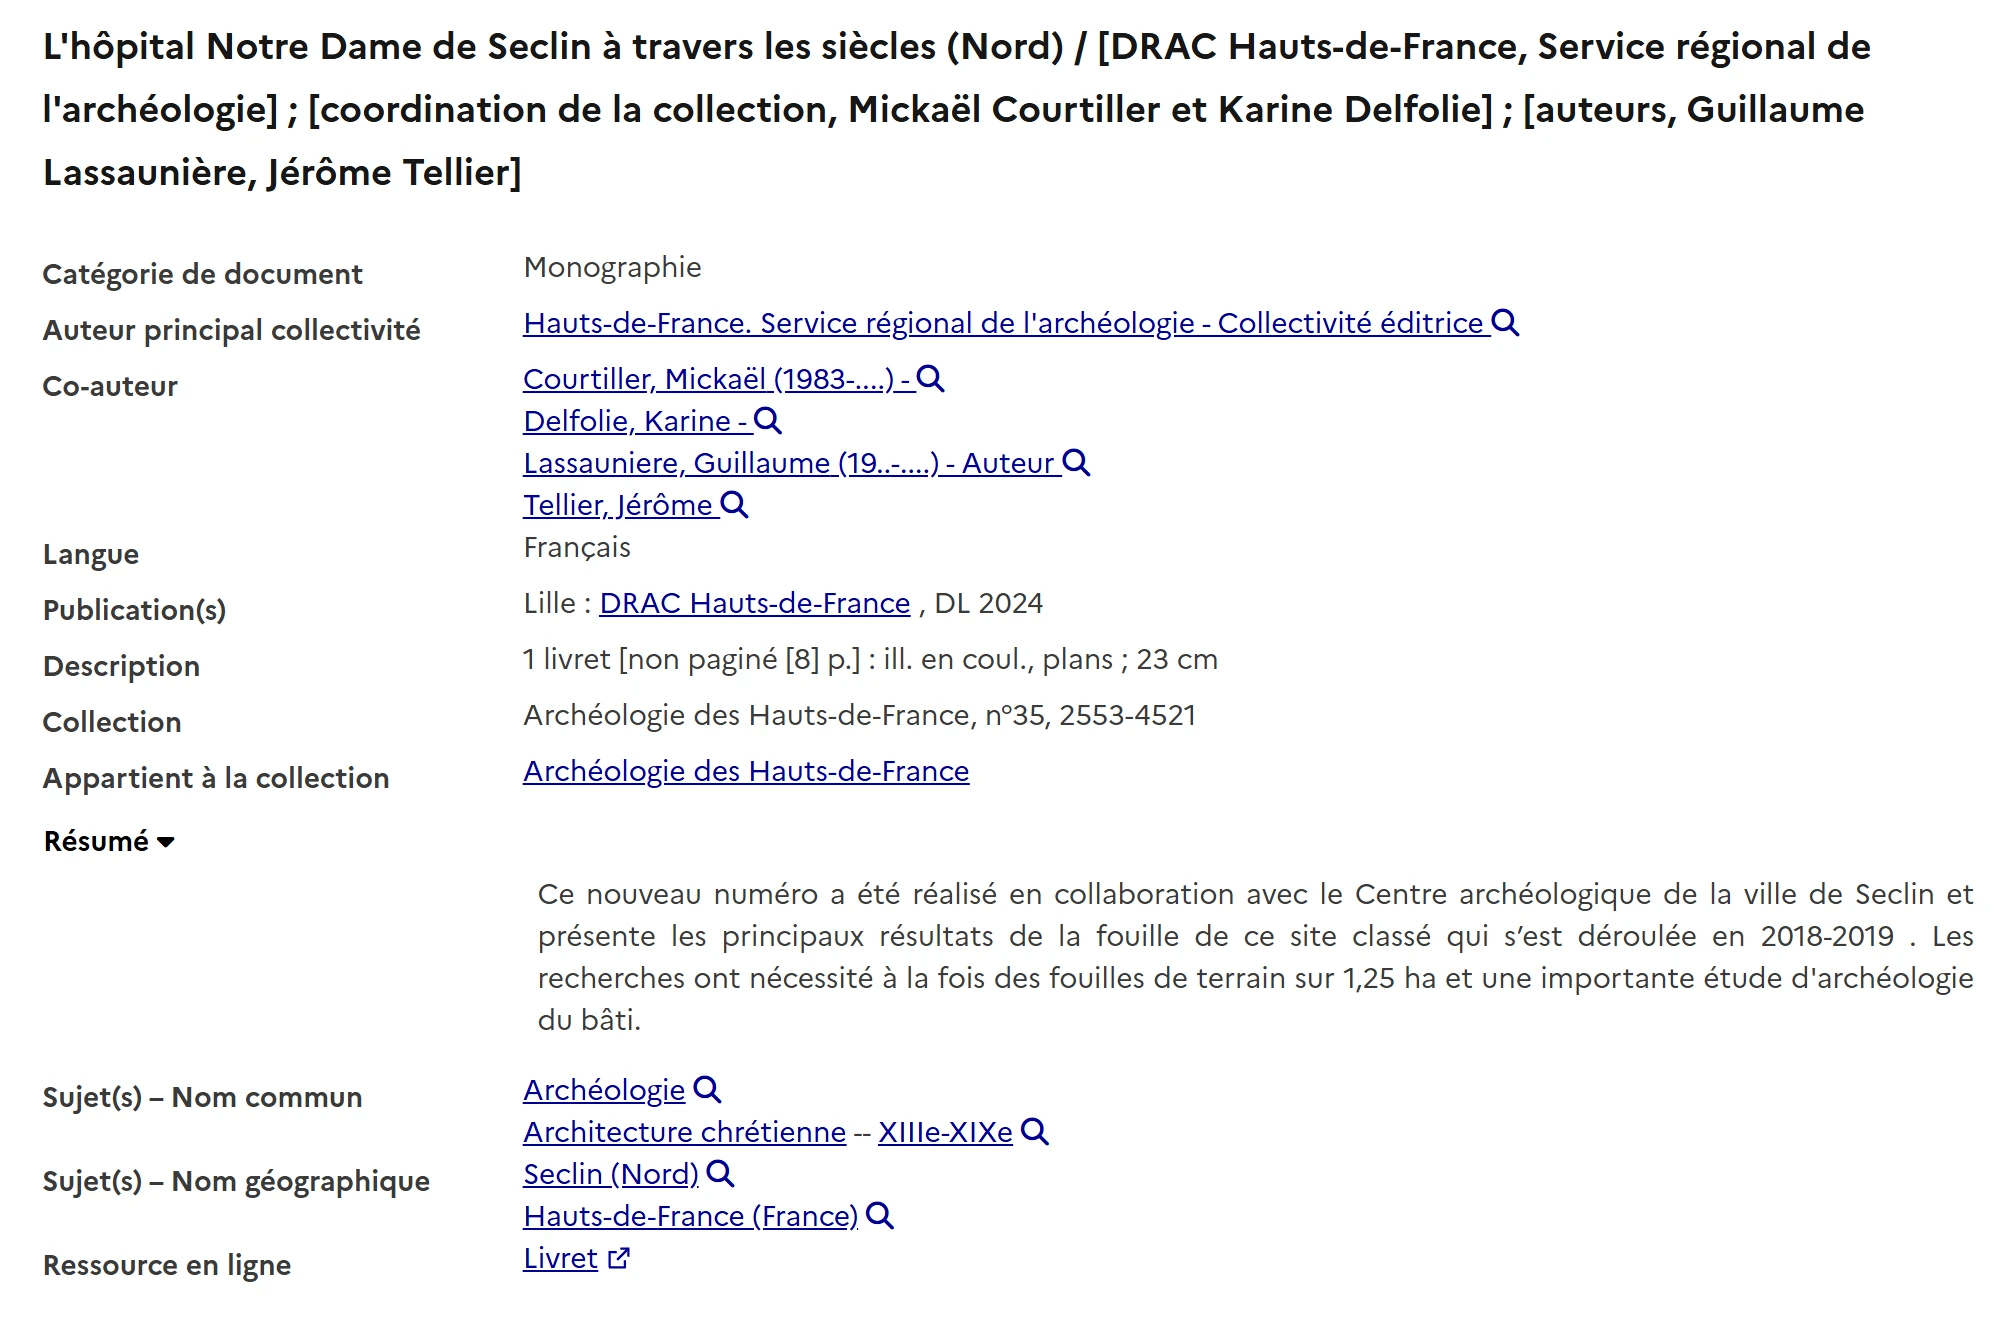 L'hôpital Notre Dame de Seclin à travers les siècles (Nord) / [DRAC Hauts-de-France, Service régional de
l'archéologie] ; [coordination de la collection, Mickaël Courtiller et Karine Delfolie] ; [auteurs, Guillaume
Lassaunière, Jérôme Tellier]
Catégorie de document Monographie
Auteur principal collectivité Hauts-de-France. Service régional de l'archéologie - Collectivité éditrice
Co-auteur Courtiller, Mickaël (1983-....) -
Delfolie, Karine -
Lassauniere, Guillaume (19..-....) - Auteur
Tellier, Jérôme
Langue Français
Publication(s) Lille : DRAC Hauts-de-France , DL 2024
Description 1 livret [non paginé [8] p.] : ill. en coul., plans ; 23 cm
Collection Archéologie des Hauts-de-France, n°35, 2553-4521
Appartient à la collection Archéologie des Hauts-de-France
Résumé
Ce nouveau numéro a été réalisé en collaboration avec le Centre archéologique de la ville de Seclin et
présente les principaux résultats de la fouille de ce site classé qui s’est déroulée en 2018-2019 . Les
recherches ont nécessité à la fois des fouilles de terrain sur 1,25 ha et une importante étude d'archéologie
du bâti.
Sujet(s) – Nom commun Archéologie
Architecture chrétienne -- XIIIe-XIXe
Sujet(s) – Nom géographique Seclin (Nord)
Hauts-de-France (France)
Ressource en ligne Livret